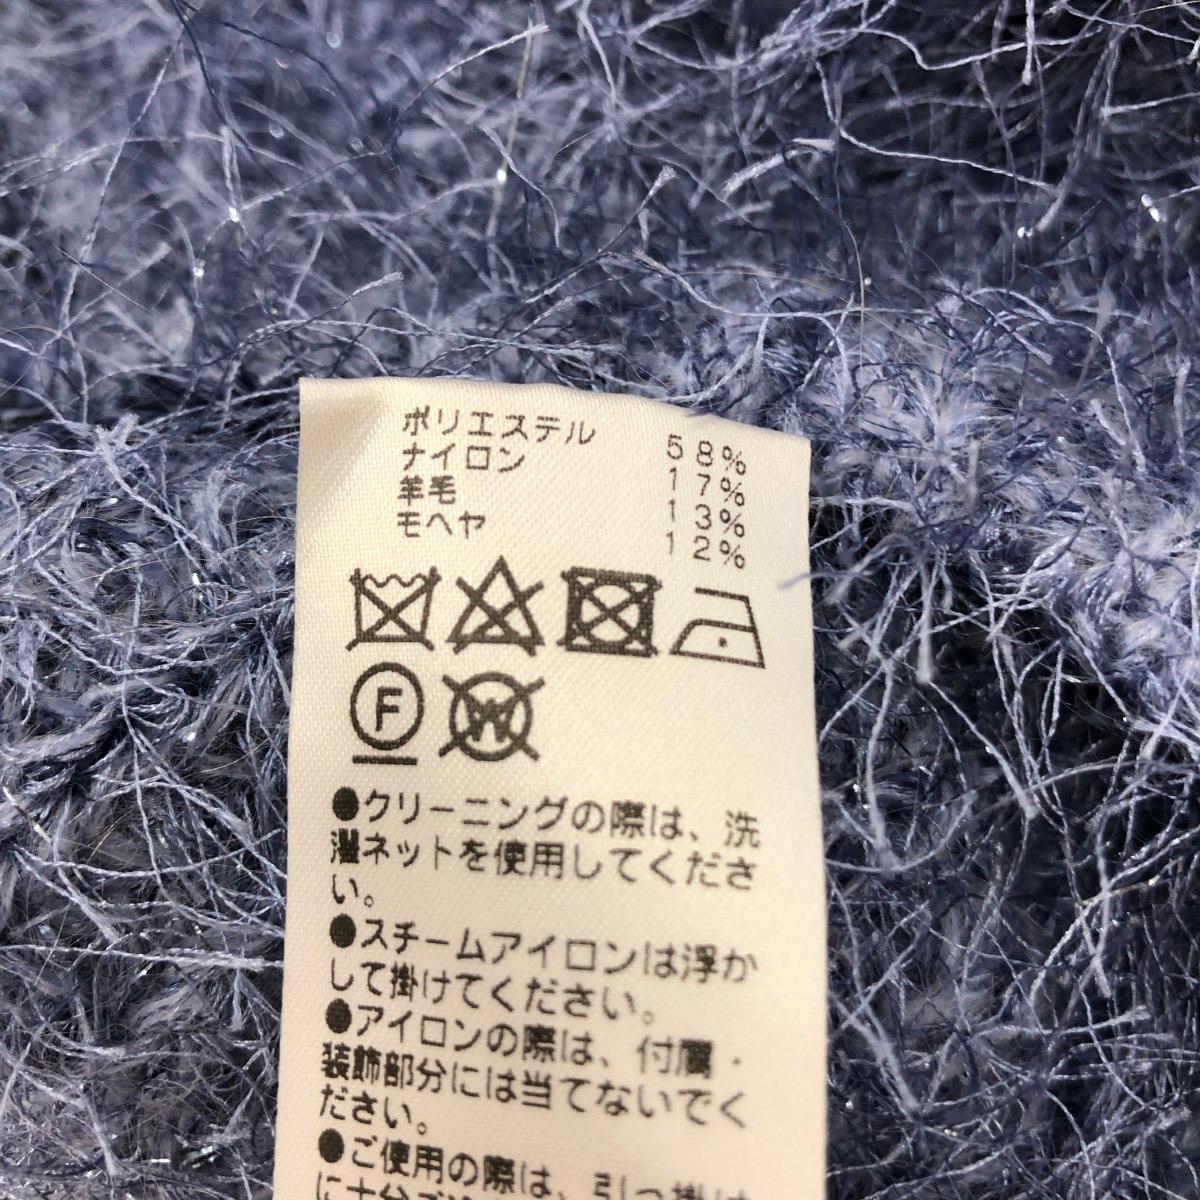 ポリエステル 58%
ナイロン 17%
羊毛 13%
モヘヤ 12%
F
W
●クリーニングの際は、洗
濯ネットを使用してくださ
い。
●スチームアイロンは浮か
して掛けてください。
●アイロンの際は、付属・
装飾部分には当てないでく
ださい。
●ご使用の際は、引っ掛け